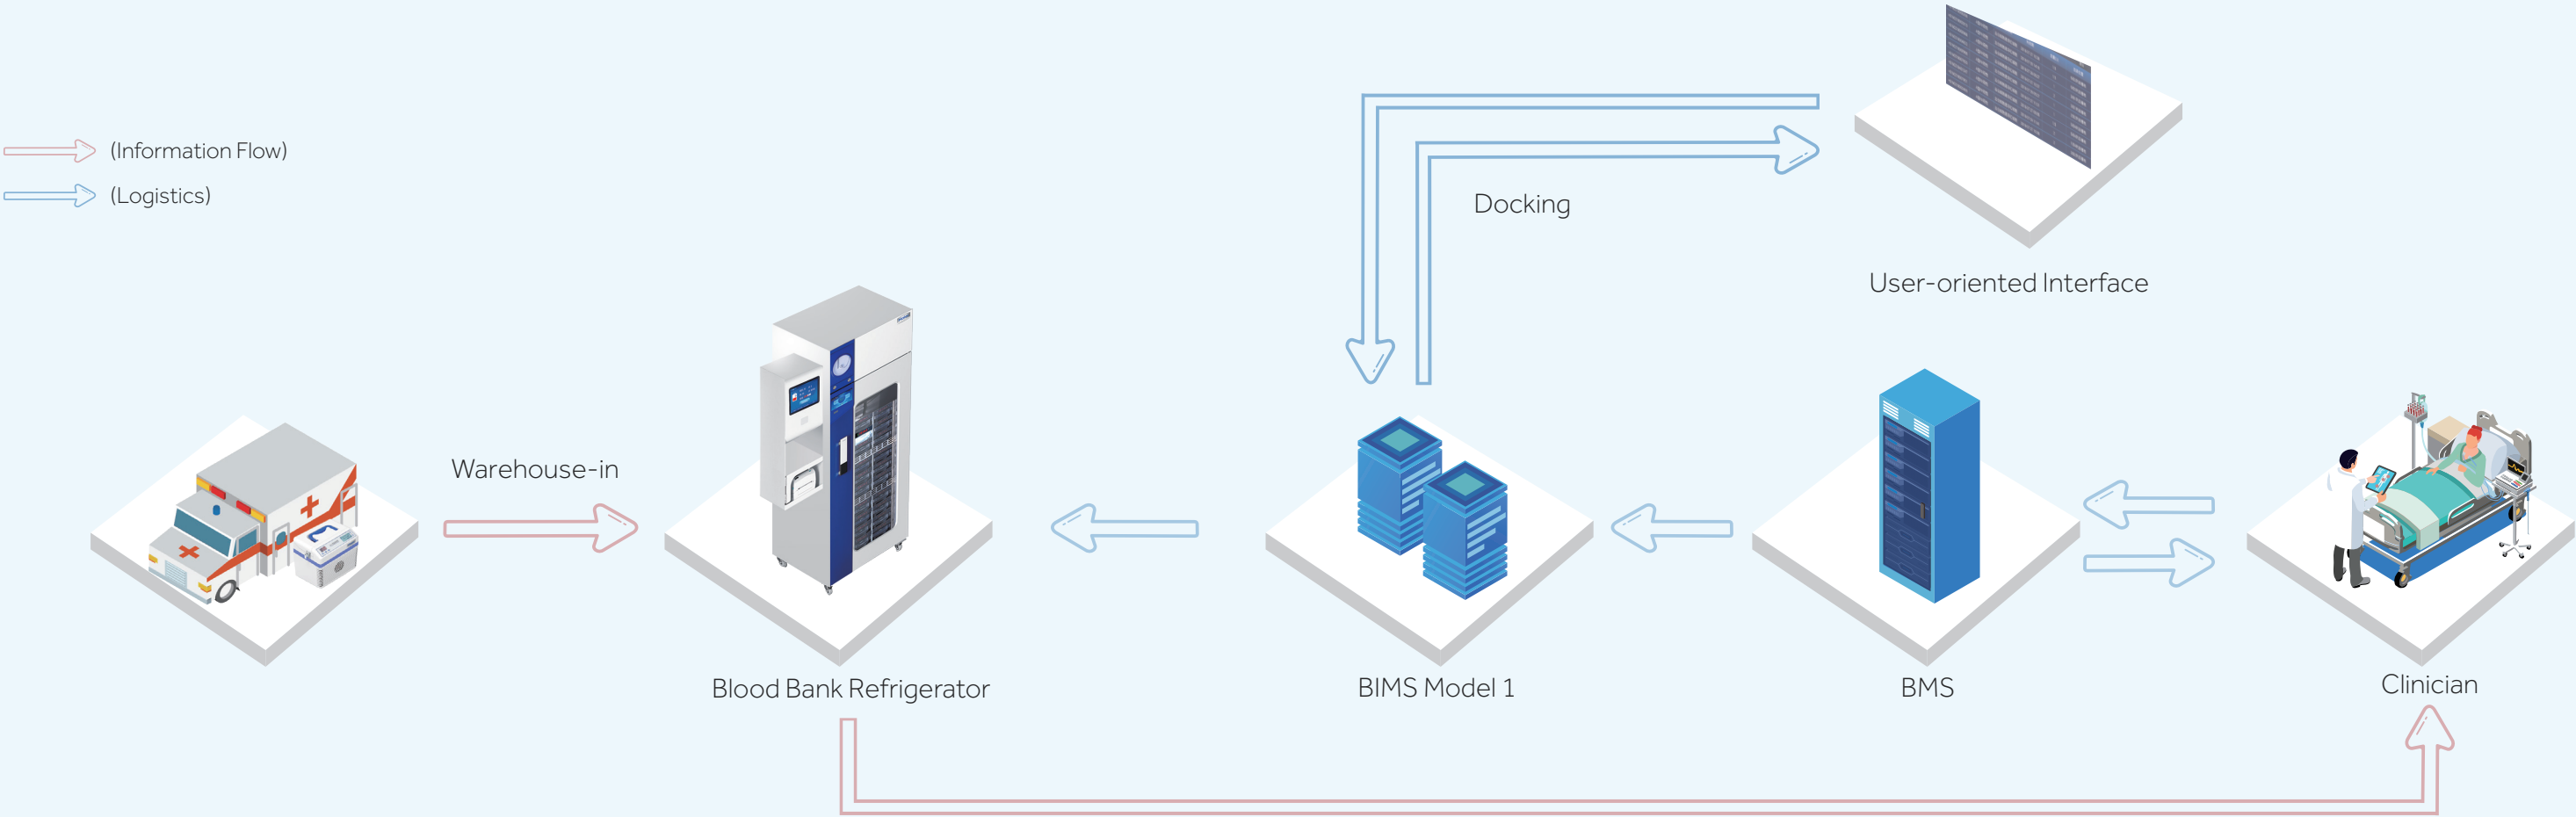 (Information Flow)
(Logistics)
Docking
User-oriented Interface
Warehouse-in
Blood Bank Refrigerator
BIMS Model 1
BMS
Clinician